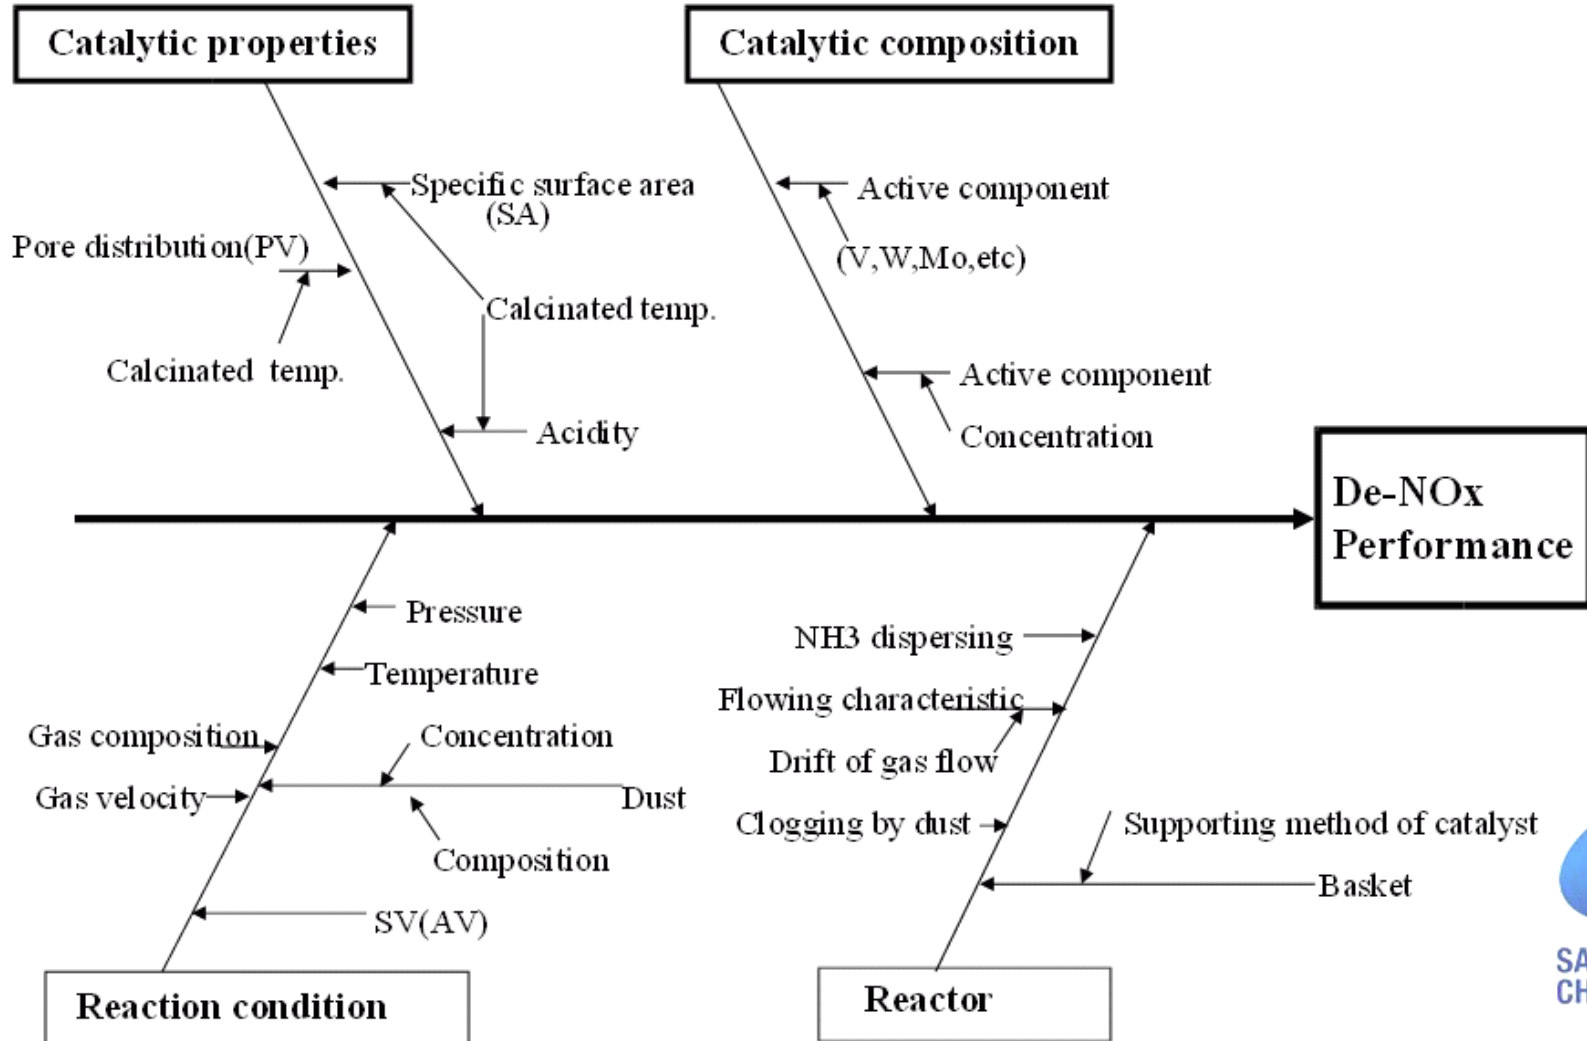 Catalytic properties
Catalytic composition
Specific surface area
(SA)
Pore distribution(PV)
Calcinated temp.
Calcinated temp.
Acidity
Active component
(V,W,Mo,etc)
Active component
Concentration
De-NOx
Performance
Pressure
Temperature
Gas composition
Concentration
Gas velocity
Dust
Composition
SV(AV)
Reaction condition
NH3 dispersing
Flowing characteristic
Drift of gas flow
Clogging by dust
Supporting method of catalyst
Basket
Reactor
SA
CH